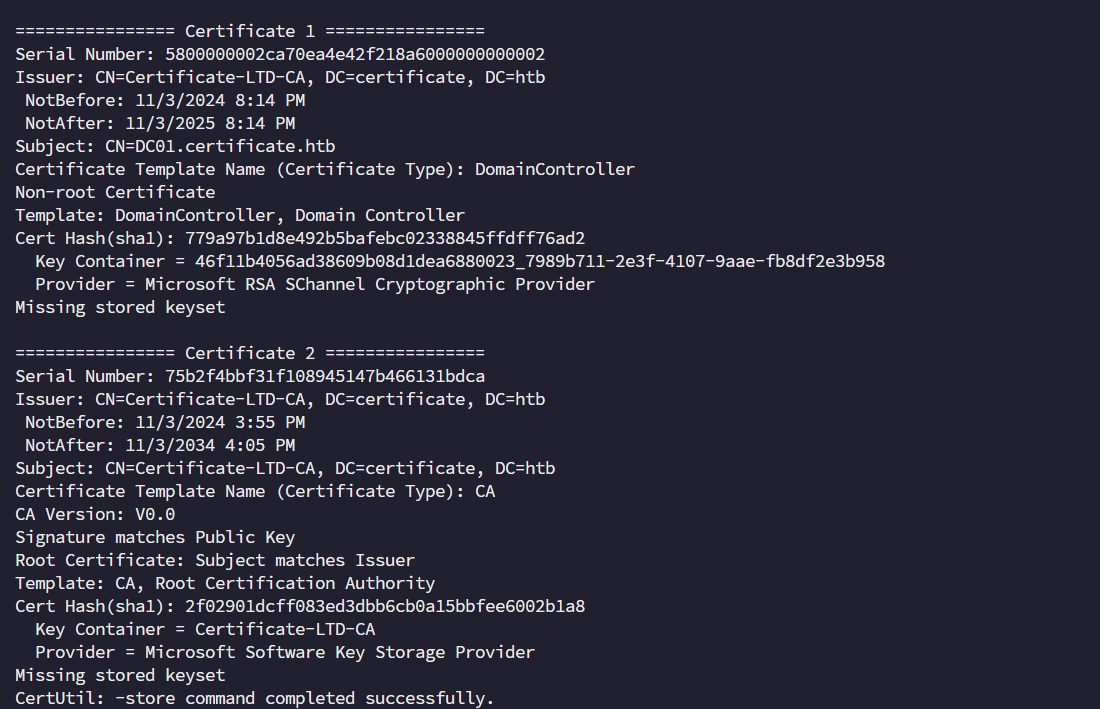 ================ Certificate 1 ================
Serial Number: 5800000002ca70ea4e42f218a6000000000002
Issuer: CN=Certificate-LTD-CA, DC=certificate, DC=htb
 NotBefore: 11/3/2024 8:14 PM
 NotAfter: 11/3/2025 8:14 PM
Subject: CN=DC01.certificate.htb
Certificate Template Name (Certificate Type): DomainController
Non-root Certificate
Template: DomainController, Domain Controller
Cert Hash(sha1): 779a97b1d8e492b5bafebc02338845ffdff76ad2
  Key Container = 46f11b4056ad38609b08d1dea6880023_7989b711-2e3f-4107-9aae-fb8df2e3b958
  Provider = Microsoft RSA SChannel Cryptographic Provider
Missing stored keyset

================ Certificate 2 ================
Serial Number: 75b2f4bbf31f108945147b466131bdca
Issuer: CN=Certificate-LTD-CA, DC=certificate, DC=htb
 NotBefore: 11/3/2024 3:55 PM
 NotAfter: 11/3/2034 4:05 PM
Subject: CN=Certificate-LTD-CA, DC=certificate, DC=htb
Certificate Template Name (Certificate Type): CA
CA Version: V0.0
Signature matches Public Key
Root Certificate: Subject matches Issuer
Template: CA, Root Certification Authority
Cert Hash(sha1): 2f02901dcff083ed3dbb6cb0a15bbfee6002b1a8
  Key Container = Certificate-LTD-CA
  Provider = Microsoft Software Key Storage Provider
Missing stored keyset
CertUtil: -store command completed successfully.